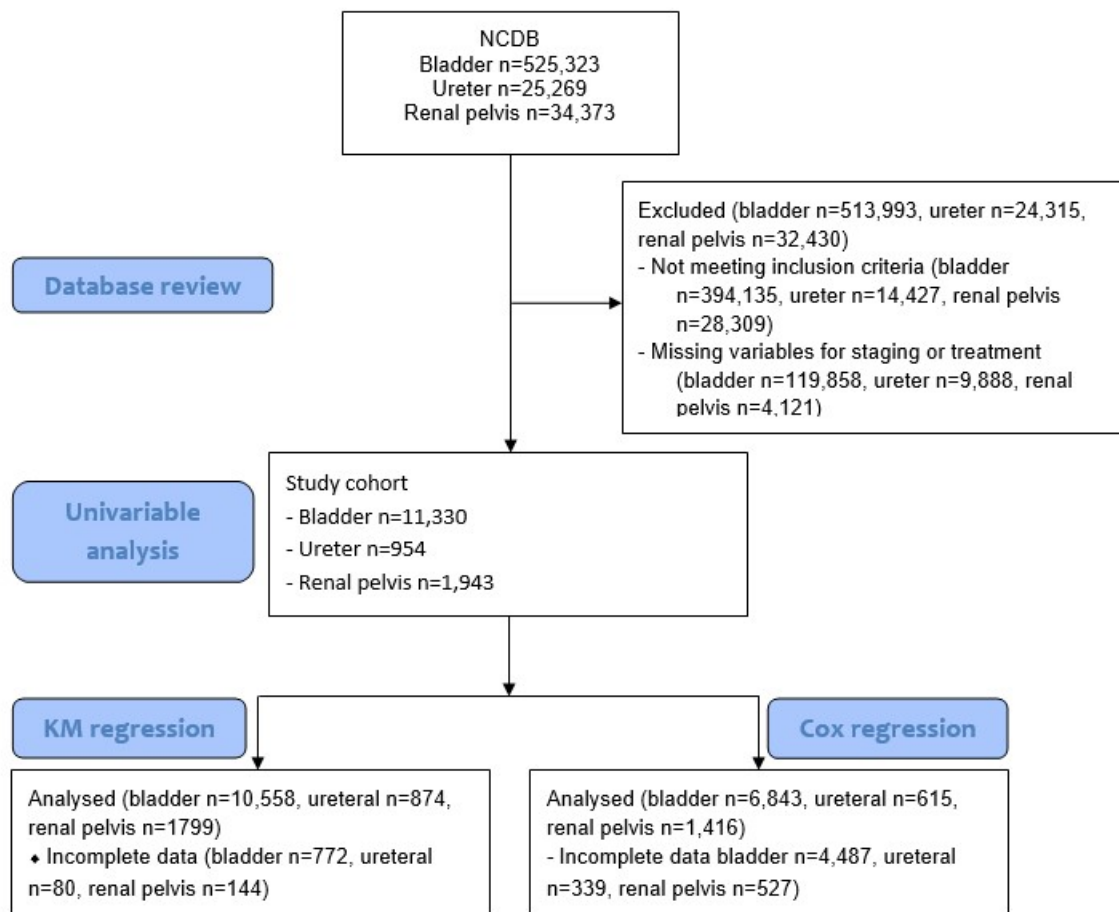 NCDB
Bladder n=525,323
Ureter n=25,269
Renal pelvis n=34,373
Excluded (bladder n=513,993, ureter n=24,315,
renal pelvis n=32,430)
- Not meeting inclusion criteria (bladder
n=394,135, ureter n=14,427, renal pelvis
n=28,309)
- Missing variables for staging or treatment
(bladder n=119,858, ureter n=9,888, renal
pelvis n=4,121)
Database review
Study cohort
- Bladder n=11,330
- Ureter n=954
- Renal pelvis n=1,943
Univariable
analysis
KM regression
Cox regression
Analysed (bladder n=10,558, ureteral n=874,
renal pelvis n=1799)
⬥ Incomplete data (bladder n=772, ureteral
n=80, renal pelvis n=144)
Analysed (bladder n=6,843, ureteral n=615,
renal pelvis n=1,416)
- Incomplete data bladder n=4,487, ureteral
n=339, renal pelvis n=527)